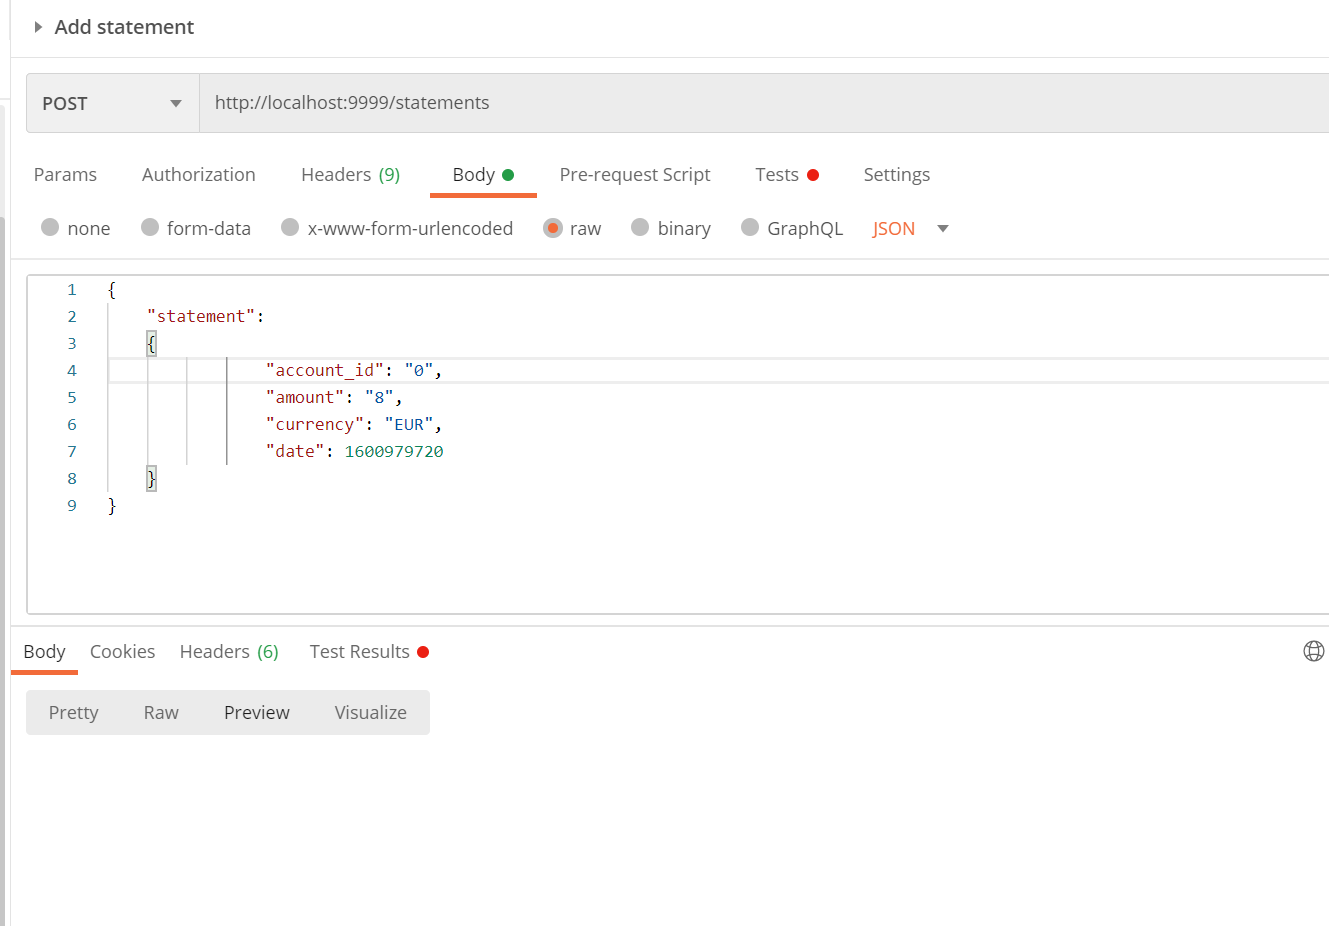 Add statement
POST http://localhost:9999/statements
Params Authorization Headers (9) Body Pre-request Script Tests Settings
none form-data x-www-form-urlencoded raw binary GraphQL JSON
1 {
2 "statement":
3 {
4 "account_id": "0",
5 "amount": "8",
6 "currency": "EUR",
7 "date": 1600979720
8 }
9 }
Body Cookies Headers (6) Test Results
Pretty Raw Preview Visualize